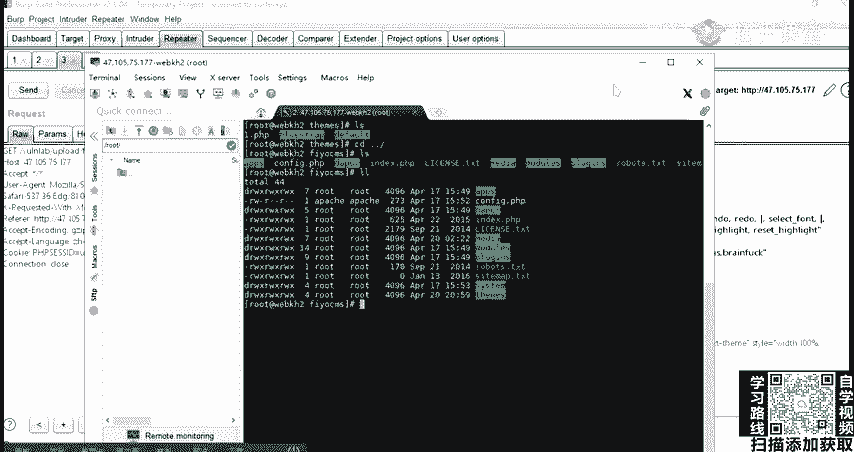 Burp Project Intruder Repeater Window Help
Dashboard Target Proxy Intruder Repeater Sequencer Decoder Comparer Extender Project options User options
1 2 3
47.105.75.177-webkh2 (root)
Terminal Sessions View X server Tools Settings Macros Help
Send
Target: http://47.105.75.177
Quick connect...
2. 47.105.75.177-webkh2 (root)
Request
Raw Params
/root/
Name
..
Sessions
Tools
Macros
Sftp
Host 47 105 75 177
Accept */*
User-Agent Mozilla/5
Safari-537 36 Edg/81.0
X-Requested-With
Referer http://47 105
Accept-Encoding gzip
Accept-Language zh
Cookie PHPSESSID
Connection close
[root@webkh2 themes]# ls
1.php default
[root@webkh2 themes]# cd ../
[root@webkh2 fiyocms]# ls
apps config.php index.php LICENSE.txt media modules plugins robots.txt sitem
[root@webkh2 fiyocms]# ll
total 44
drwxrwxrwx 7 root root 4096 Apr 17 15:49 apps
-rw-r--r-- 1 apache apache 273 Apr 17 15:52 config.php
drwxrwxrwx 5 root root 4096 Apr 17 15:49
-rwxrwxrwx 1 root root 625 Apr 22 2015 index.php
-rwxrwxrwx 1 root root 2179 Sep 21 2014 LICENSE.txt
drwxrwxrwx 7 root root 4096 Apr 20 02:22 media
drwxrwxrwx 14 root root 4096 Apr 17 15:49 modules
drwxrwxrwx 9 root root 4096 Apr 17 15:49 plugins
-rwxrwxrwx 1 root root 170 Sep 21 2014 robots.txt
-rwxrwxrwx 1 root root 0 Jan 13 2016 sitemap.txt
drwxrwxrwx 4 root root 4096 Apr 17 15:53 system
drwxrwxrwx 4 root root 4096 Apr 20 20:59 themes
[root@webkh2 fiyocms]#
ndo, redo, |, select_font, |,
highlight, reset_highlight"
s,brainfuck"
t-theme" style="width 100%,
Remote monitoring
学习路线
自学视频
扫描添加获取